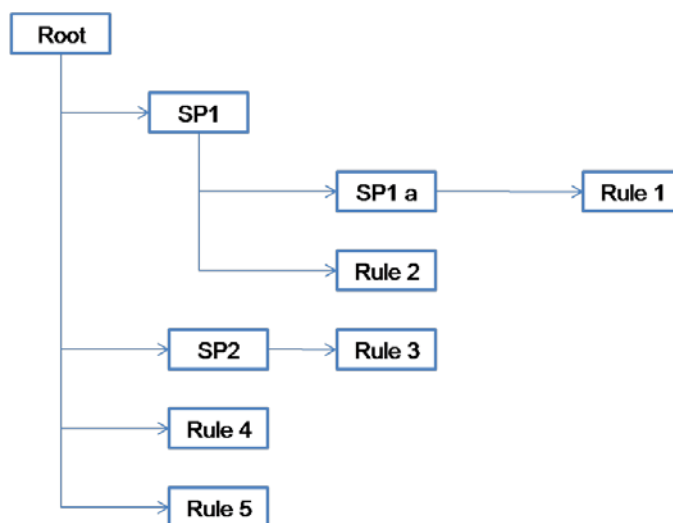 Root
SP1
SP1 a
Rule 1
Rule 2
SP2
Rule 3
Rule 4
Rule 5